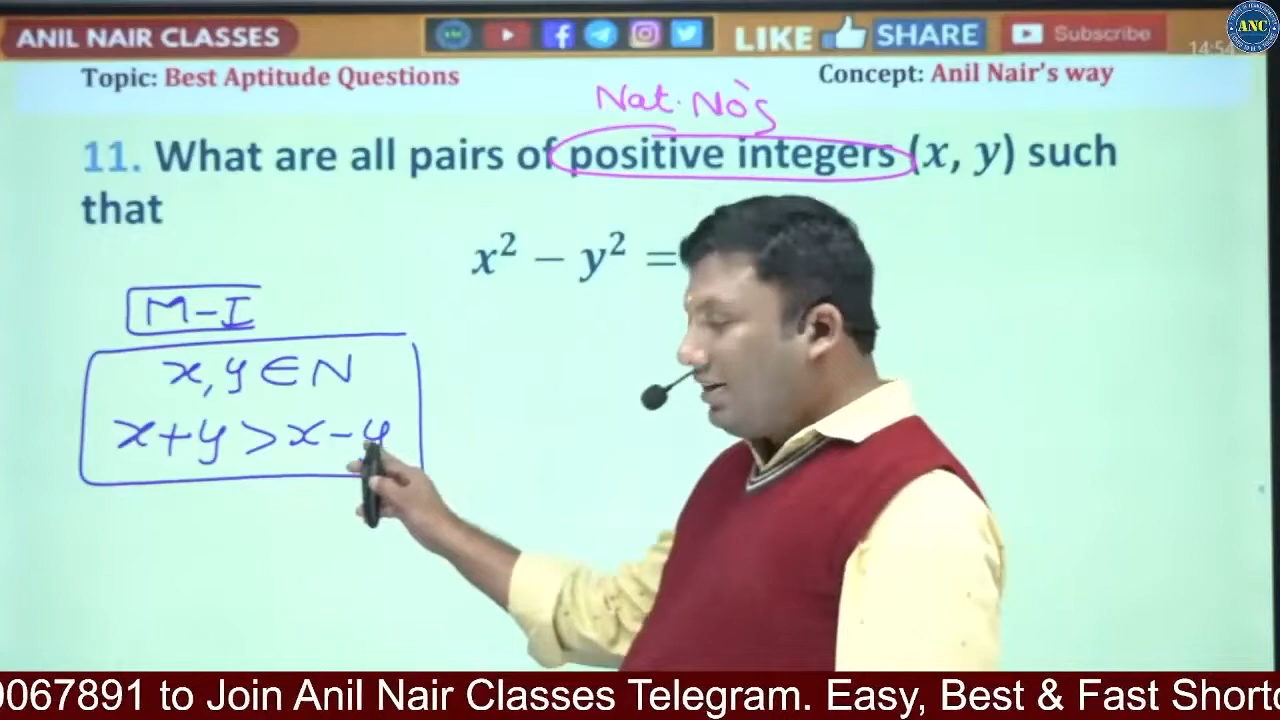 ANIL NAIR CLASSES
LIKE SHARE
Subscribe
ANC
14:54
Topic: Best Aptitude Questions
Concept: Anil Nair's way
Nat. No's
11. What are all pairs of positive integers (x, y) such
that
x² − y² =
M-I
x, y ∈ N
x+y > x-y
0067891 to Join Anil Nair Classes Telegram. Easy, Best & Fast